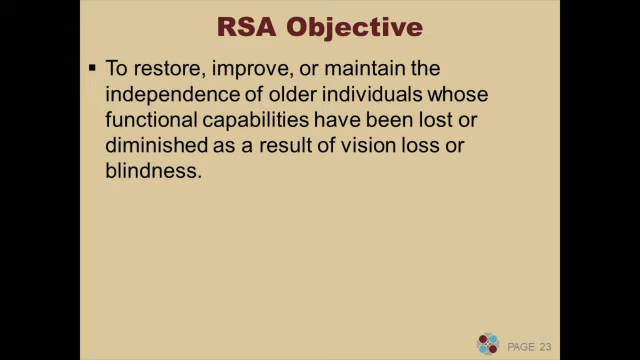 RSA Objective
▪ To restore, improve, or maintain the
independence of older individuals whose
functional capabilities have been lost or
diminished as a result of vision loss or
blindness.
PAGE 23